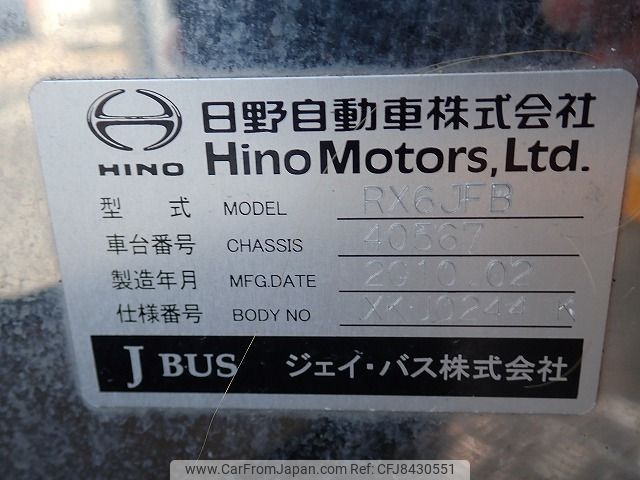 日野自動車株式会社
HINO Hino Motors, Ltd.
型 式 MODEL RX6JFB
車台番号 CHASSIS 40567
製造年月 MFG.DATE 2010.02
仕様番号 BODY NO
J BUS ジェイ・バス株式会社
www.CarFromJapan.com Photo ID: CFJ8430551